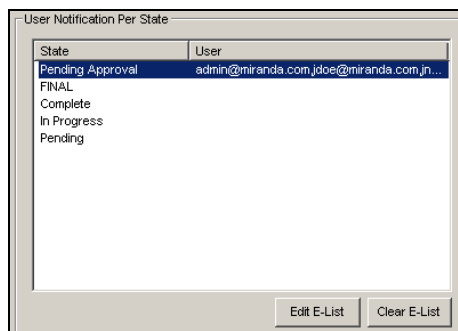 User Notification Per State
State User
Pending Approval admin@miranda.com,jdoe@miranda.com,jn...
FINAL
Complete
In Progress
Pending
Edit E-List Clear E-List